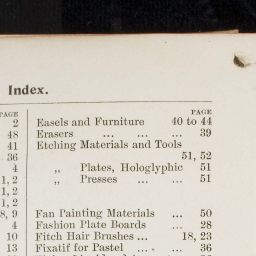 Index.
PAGE PAGE
2 Easels and Furniture 40 to 44
48 Erasers ... ... ... 39
41 Etching Materials and Tools
36 51, 52
4 „ Plates, Hologlyphic 51
1, 2 „ Presses ... ... 51
1, 2
1, 2
8, 9 Fan Painting Materials ... 50
4 Fashion Plate Boards ... 28
10 Fitch Hair Brushes ... 18, 23
13 Fixatif for Pastel ... ... 36